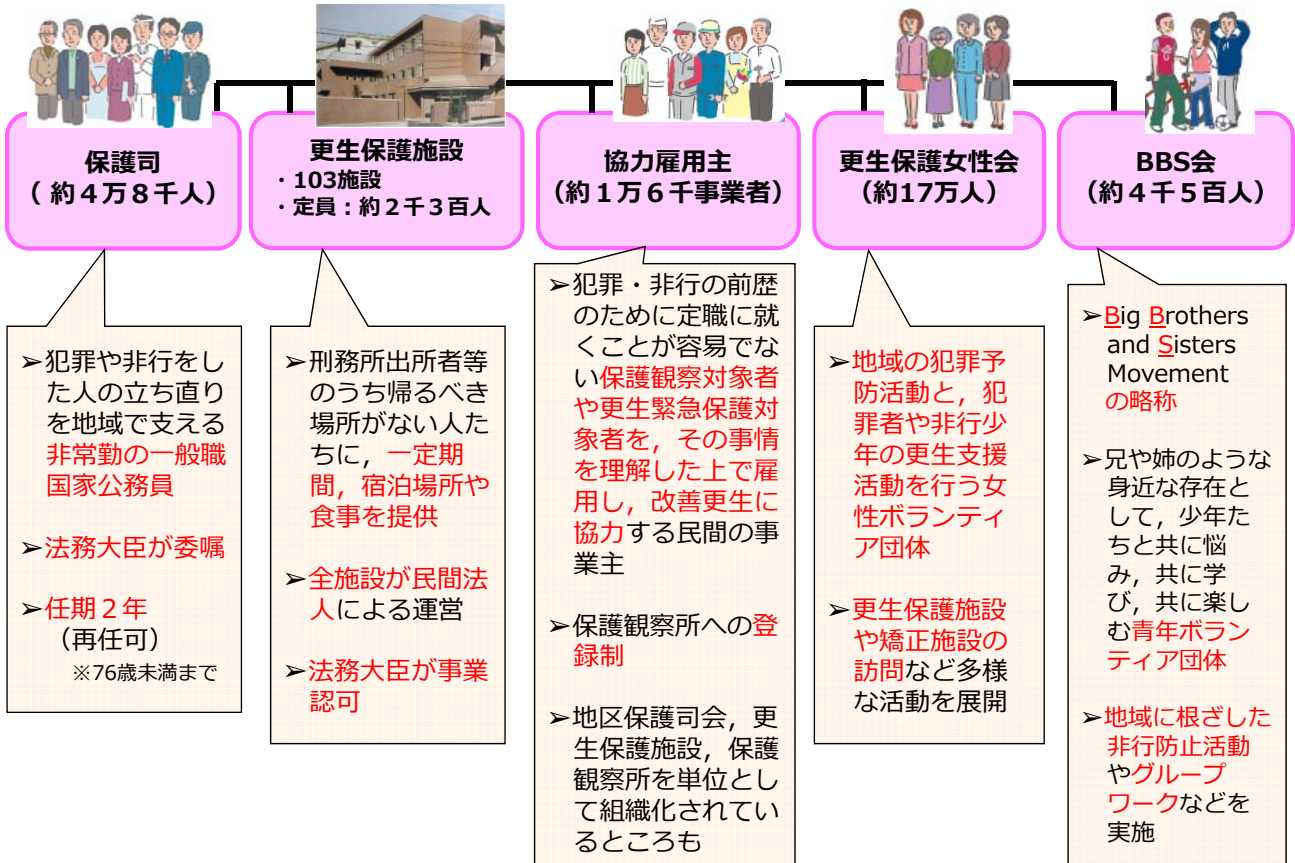 保護司
（ 約４万８千人）
更生保護施設
・103施設
・定員：約２千３百人
協力雇用主
（約１万６千事業者）
更生保護女性会
（約17万人）
BBS会
（約４千５百人）
➢犯罪や非行をし
た人の立ち直り
を地域で支える
非常勤の一般職
国家公務員
➢法務大臣が委嘱
➢任期２年
（再任可）
※76歳未満まで
➢刑務所出所者等
のうち帰るべき
場所がない人た
ちに，一定期
間，宿泊場所や
食事を提供
➢全施設が民間法
人による運営
➢法務大臣が事業
認可
➢犯罪・非行の前歴
のために定職に就
くことが容易でな
い保護観察対象者
や更生緊急保護対
象者を，その事情
を理解した上で雇
用し，改善更生に
協力する民間の事
業主
➢保護観察所への登
録制
➢地区保護司会，更
生保護施設，保護
観察所を単位とし
て組織化されてい
るところも
➢地域の犯罪予
防活動と，犯
罪者や非行少
年の更生支援
活動を行う女
性ボランティ
ア団体
➢更生保護施設
や矯正施設の
訪問など多様
な活動を展開
➢Big Brothers
and Sisters
Movement
の略称
➢兄や姉のような
身近な存在と
して，少年た
ちと共に悩
み，共に学
び，共に楽し
む青年ボラン
ティア団体
➢地域に根ざした
非行防止活動
やグループ
ワークなどを
実施